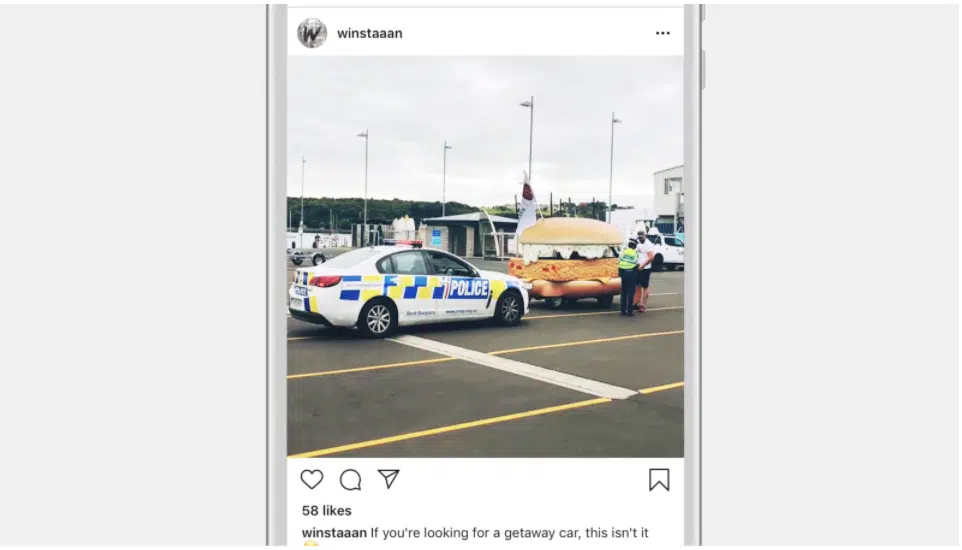 winstaaan
POLICE
58 likes
winstaaan If you're looking for a getaway car, this isn't it